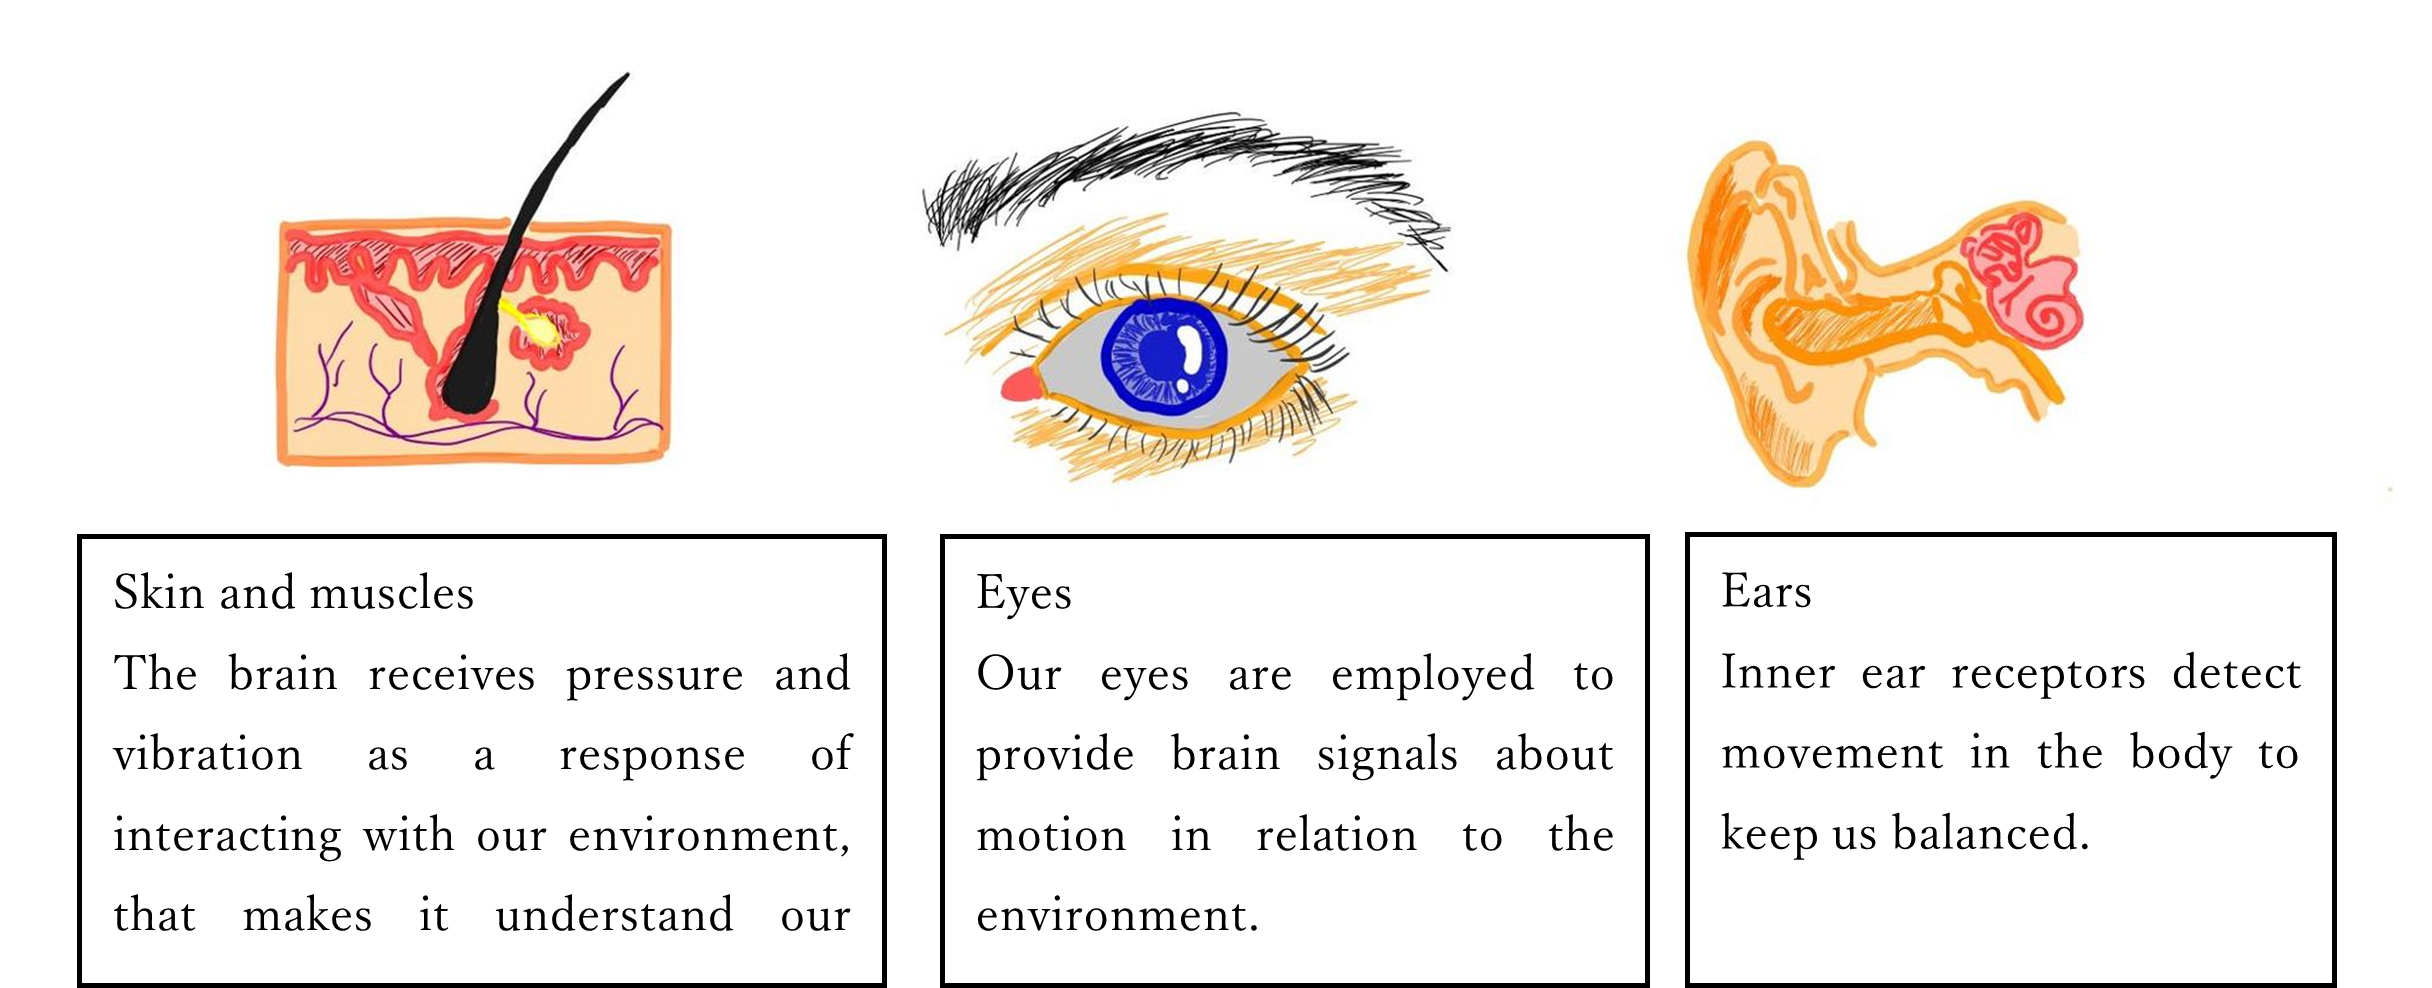 Skin and muscles
The brain receives pressure and
vibration as a response of
interacting with our environment,
that makes it understand our
Eyes
Our eyes are employed to
provide brain signals about
motion in relation to the
environment.
Ears
Inner ear receptors detect
movement in the body to
keep us balanced.